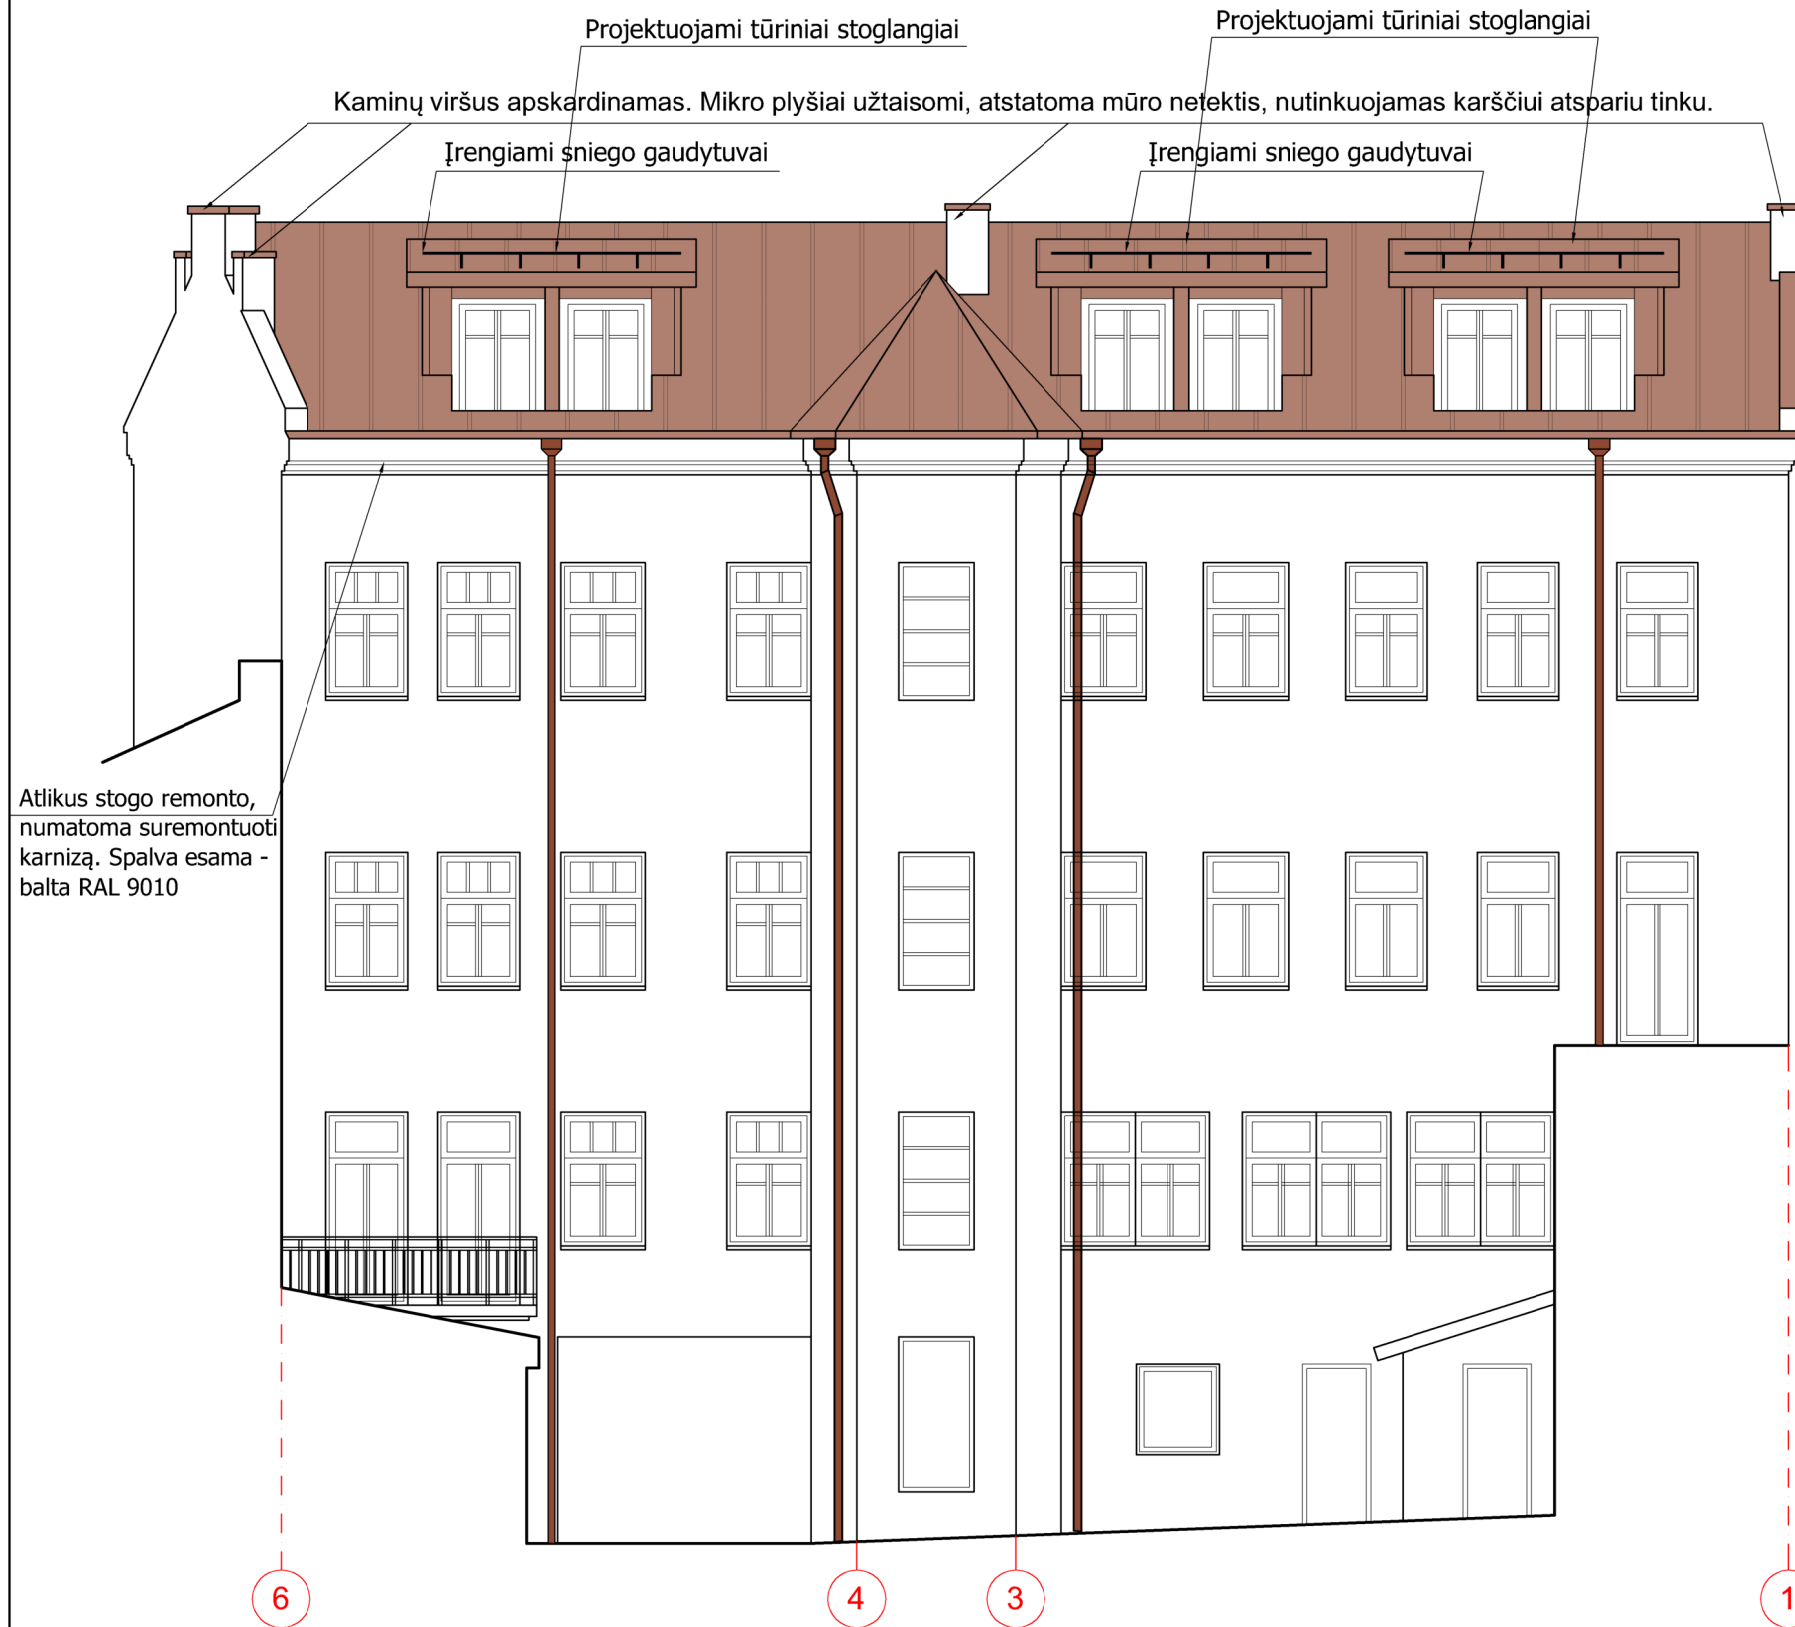 Projektuojami tūriniai stoglangiai
Projektuojami tūriniai stoglangiai
Kaminų viršus apskardinamas. Mikro plyšiai užtaisomi, atstatoma mūro netektis, nutinkuojamas karščiui atspariu tinku.
Įrengiami sniego gaudytuvai
Įrengiami sniego gaudytuvai
Atlikus stogo remonto,
numatoma suremontuoti
karnizą. Spalva esama -
balta RAL 9010
6
4
3
1